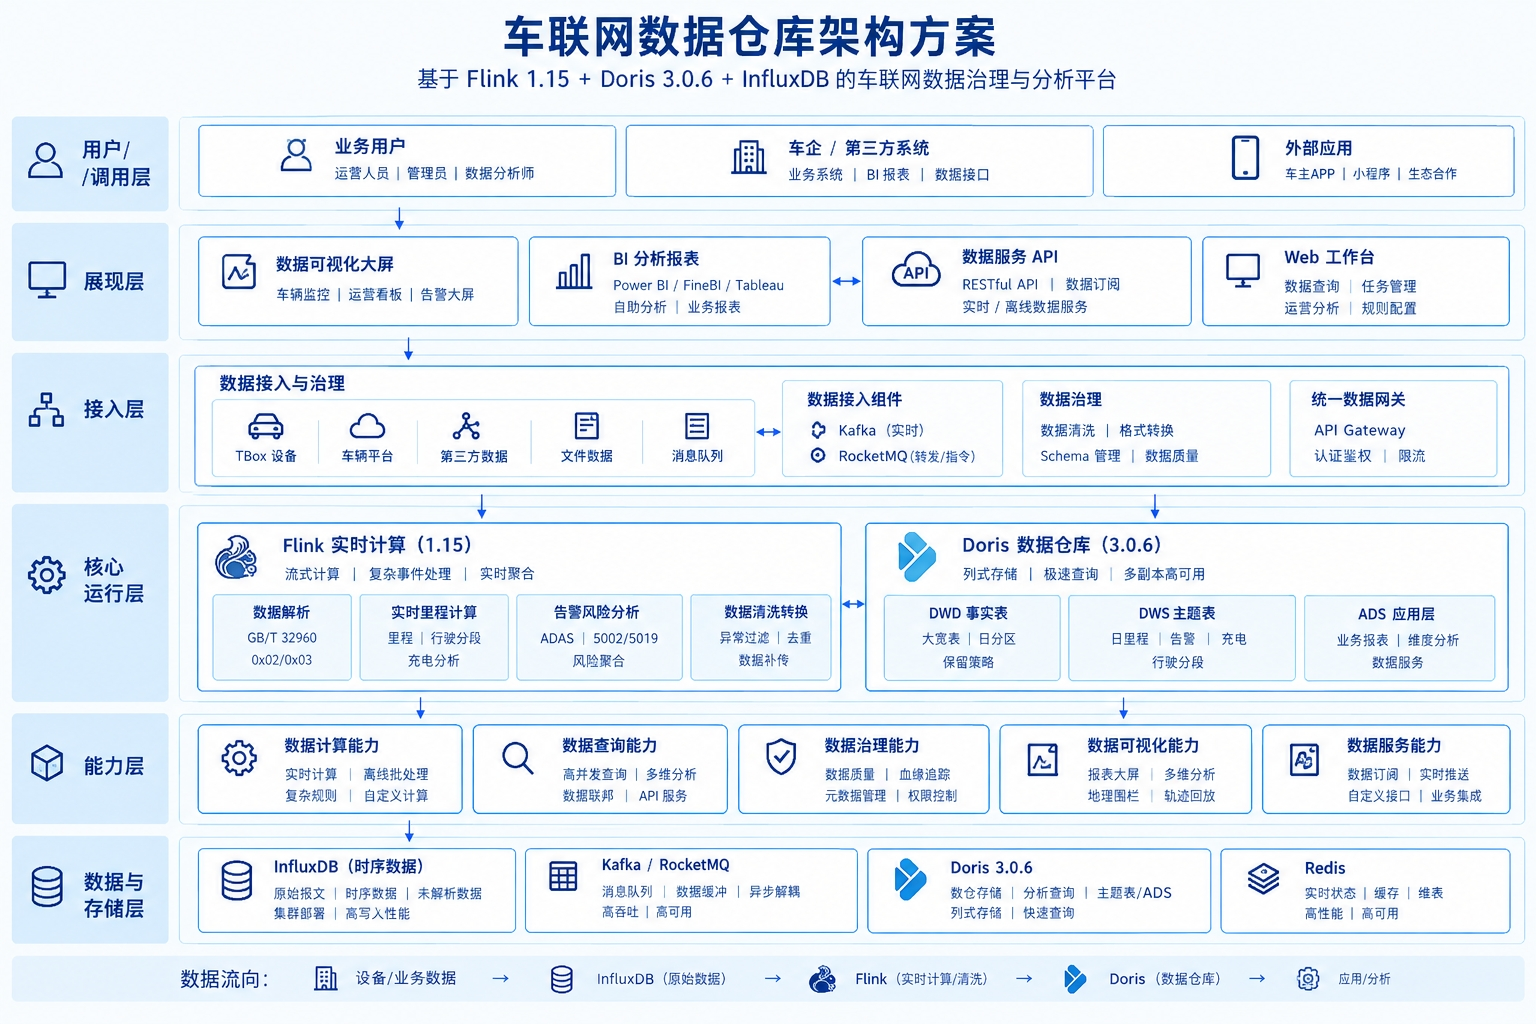 车联网数据仓库架构方案
基于 Flink 1.15 + Doris 3.0.6 + InfluxDB 的车联网数据治理与分析平台
用户/
/调用层
业务用户
运营人员 | 管理员 | 数据分析师
车企 / 第三方系统
业务系统 | BI 报表 | 数据接口
外部应用
车主APP | 小程序 | 生态合作
展现层
数据可视化大屏
车辆监控 | 运营看板 | 告警大屏
BI 分析报表
Power BI / FineBI / Tableau
自助分析 | 业务报表
API
数据服务 API
RESTful API | 数据订阅
实时 / 离线数据服务
Web 工作台
数据查询 | 任务管理
运营分析 | 规则配置
接入层
数据接入与治理
TBox 设备
车辆平台
第三方数据
文件数据
消息队列
数据接入组件
Kafka（实时）
RocketMQ(转发/指令)
数据治理
数据清洗 | 格式转换
Schema 管理 | 数据质量
统一数据网关
API Gateway
认证鉴权 | 限流
核心
运行层
Flink 实时计算（1.15）
流式计算 | 复杂事件处理 | 实时聚合
数据解析
GB/T 32960
0x02/0x03
实时里程计算
里程 | 行驶分段
充电分析
告警风险分析
ADAS | 5002/5019
风险聚合
数据清洗转换
异常过滤 | 去重
数据补传
Doris 数据仓库（3.0.6）
列式存储 | 极速查询 | 多副本高可用
DWD 事实表
大宽表 | 日分区
保留策略
DWS 主题表
日里程 | 告警 | 充电
行驶分段
ADS 应用层
业务报表 | 维度分析
数据服务
能力层
数据计算能力
实时计算 | 离线批处理
复杂规则 | 自定义计算
数据查询能力
高并发查询 | 多维分析
数据联邦 | API 服务
数据治理能力
数据质量 | 血缘追踪
元数据管理 | 权限控制
数据可视化能力
报表大屏 | 多维分析
地理围栏 | 轨迹回放
数据服务能力
数据订阅 | 实时推送
自定义接口 | 业务集成
数据与
存储层
InfluxDB（时序数据）
原始报文 | 时序数据 | 未解析数据
集群部署 | 高写入性能
Kafka / RocketMQ
消息队列 | 数据缓冲 | 异步解耦
高吞吐 | 高可用
Doris 3.0.6
数仓存储 | 分析查询 | 主题表/ADS
列式存储 | 快速查询
Redis
实时状态 | 缓存 | 维表
高性能 | 高可用
数据流向：
设备/业务数据
→
InfluxDB（原始数据）
→
Flink（实时计算/清洗）
→
Doris（数据仓库）
→
应用/分析